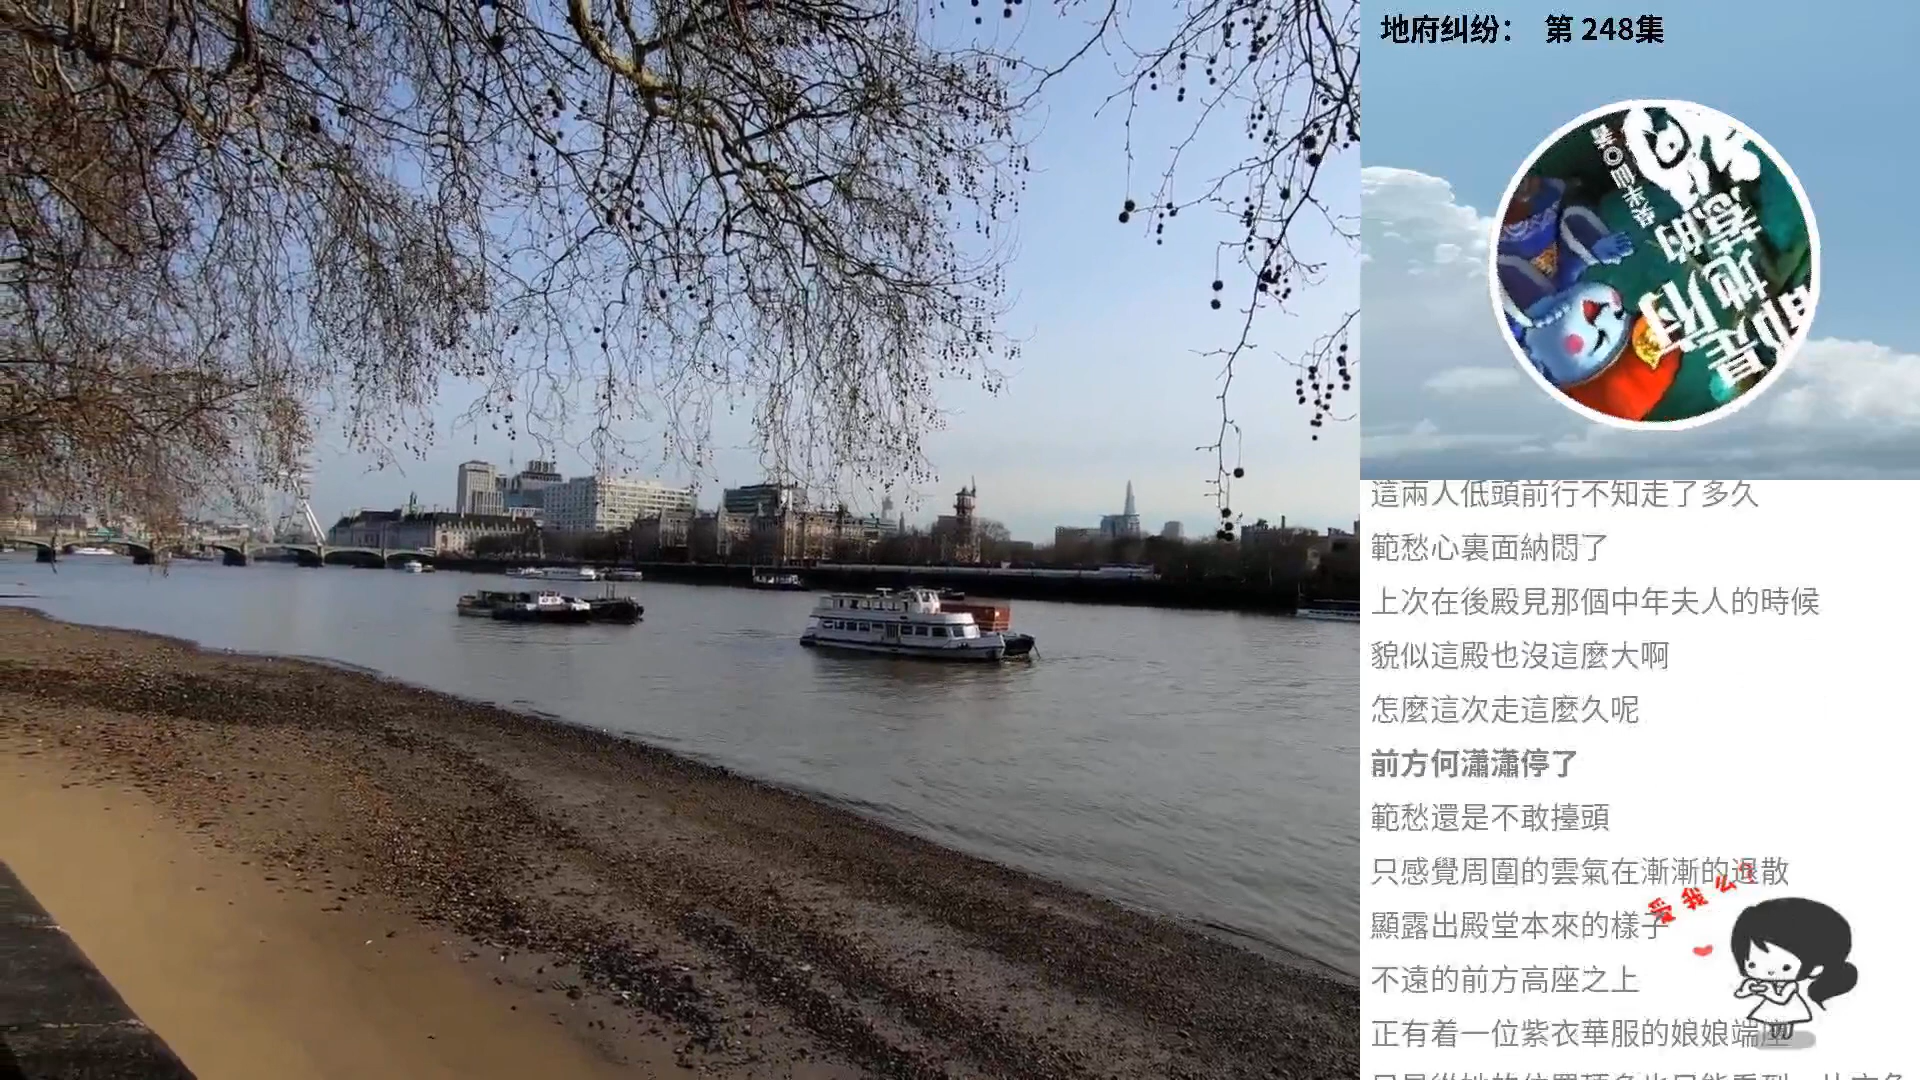 地府纠纷： 第 248集
這兩人低頭前行不知走了多久
範愁心裏面納悶了
上次在後殿見那個中年夫人的時候
貌似這殿也沒這麼大啊
怎麼這次走這麼久呢
前方何瀟瀟停了
範愁還是不敢擡頭
只感覺周圍的雲氣在漸漸的退散
愛我么?
顯露出殿堂本來的樣子
不遠的前方高座之上
正有着一位紫衣華服的娘娘端座